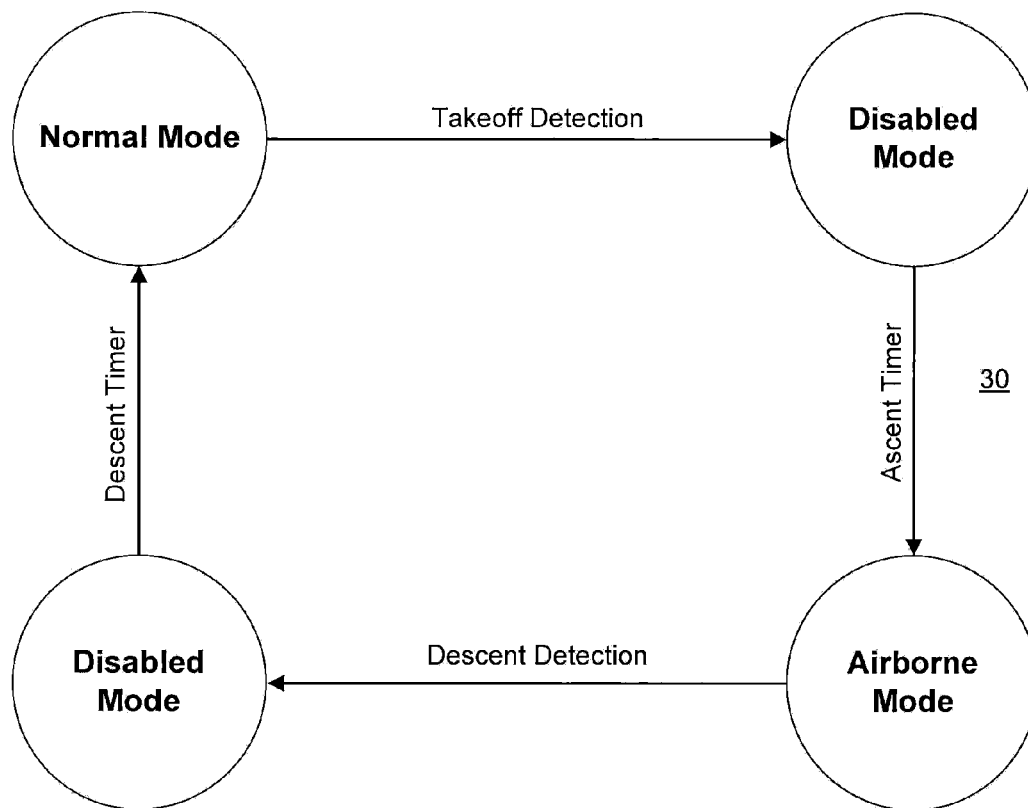 Normal Mode
Takeoff Detection
Disabled
Mode
Descent Timer
Ascent Timer
30
Disabled
Mode
Descent Detection
Airborne
Mode